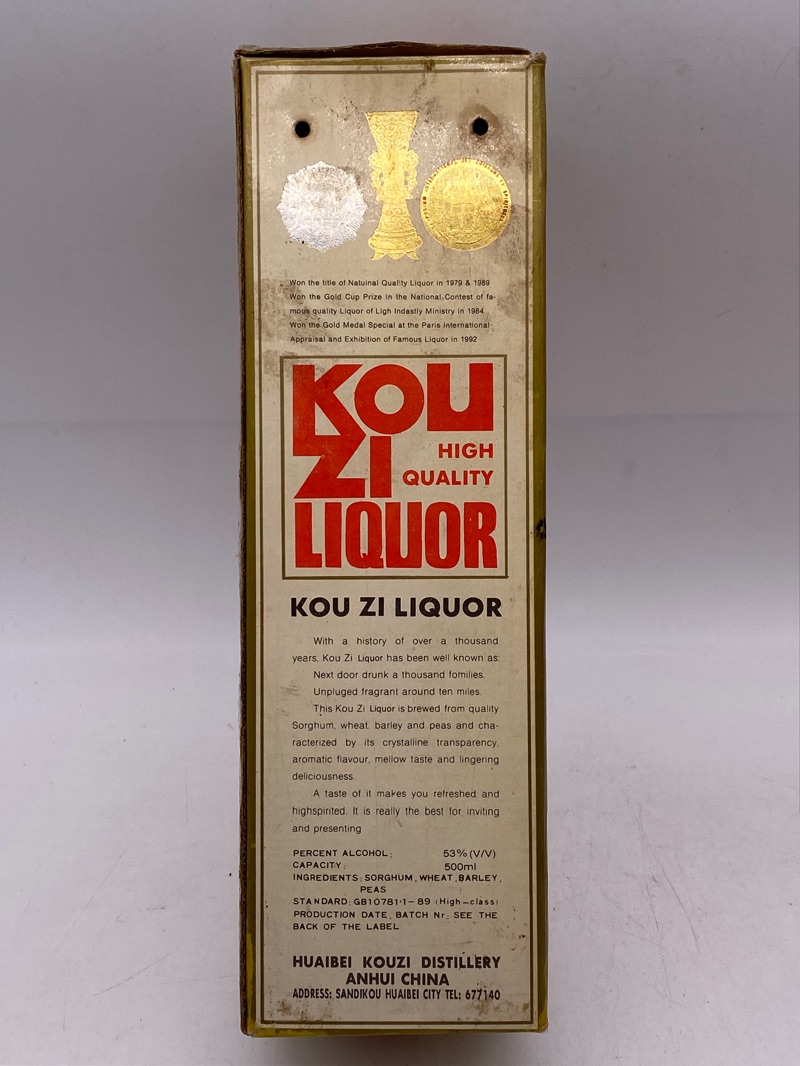 Won the title of Natuinal Quality Liquor in 1979 & 1989
Won the Gold Cup Prize in the National Contest of fa-
mous quality Liquor of Ligh Indastly Ministry in 1984
Won the Gold Medal Special at the Paris International
Appraisal and Exhibition of Famous Liquor in 1992
KOU
ZI
HIGH
QUALITY
LIQUOR
KOU ZI LIQUOR
With a history of over a thousand
years, Kou Zi Liquor has been well known as:
Next door drunk a thousand fomilies.
Unpluged fragrant around ten miles.
This Kou Zi Liquor is brewed from quality
Sorghum, wheat, barley and peas and cha-
racterized by its crystalline transparency,
aromatic flavour, mellow taste and lingering
deliciousness.
A taste of it makes you refreshed and
highspirited. It is really the best for inviting
and presenting
PERCENT ALCOHOL: 53% (V/V)
CAPACITY: 500ml
INGREDIENTS: SORGHUM, WHEAT, BARLEY,
PEAS
STANDARD: GB10781·1-89 (High-class)
PRODUCTION DATE, BATCH Nr: SEE THE
BACK OF THE LABEL
HUAIBEI KOUZI DISTILLERY
ANHUI CHINA
ADDRESS: SANDIKOU HUAIBEI CITY TEL: 677140